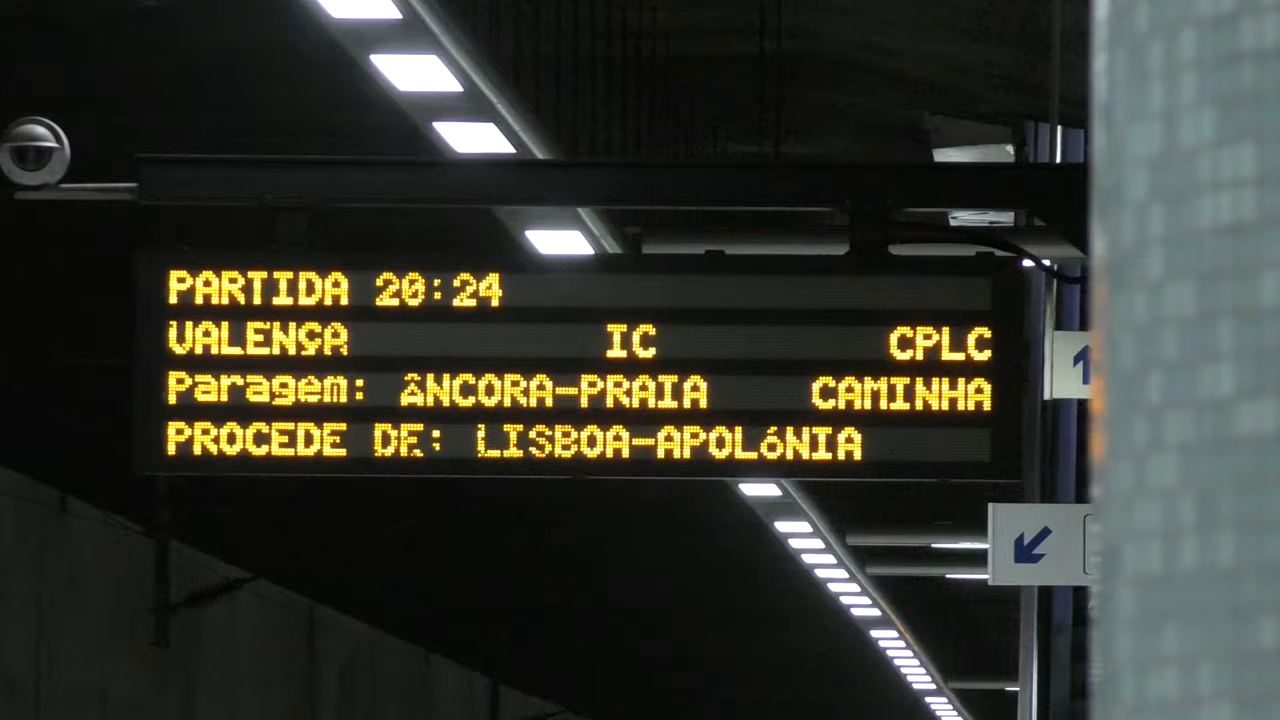 PARTIDA 20:24
VALENÇA IC CPLC
Paragem: ÂNCORA-PRAIA CAMINHA
PROCEDE DE: LISBOA-APOLóNIA